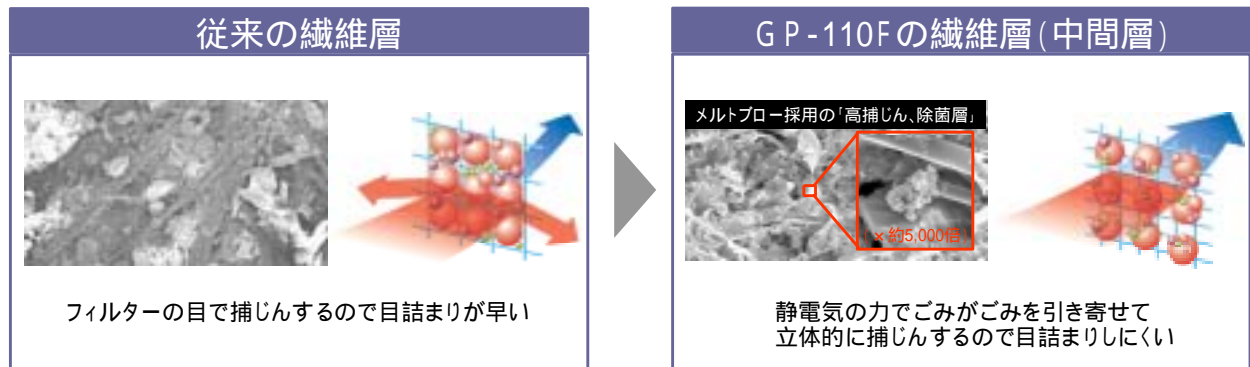 従来の繊維層
フィルターの目で捕じんするので目詰まりが早い
GP-110Fの繊維層(中間層)
メルトブロー採用の「高捕じん、除菌層」
(×約5,000倍)
静電気の力でごみがごみを引き寄せて
立体的に捕じんするので目詰まりしにくい